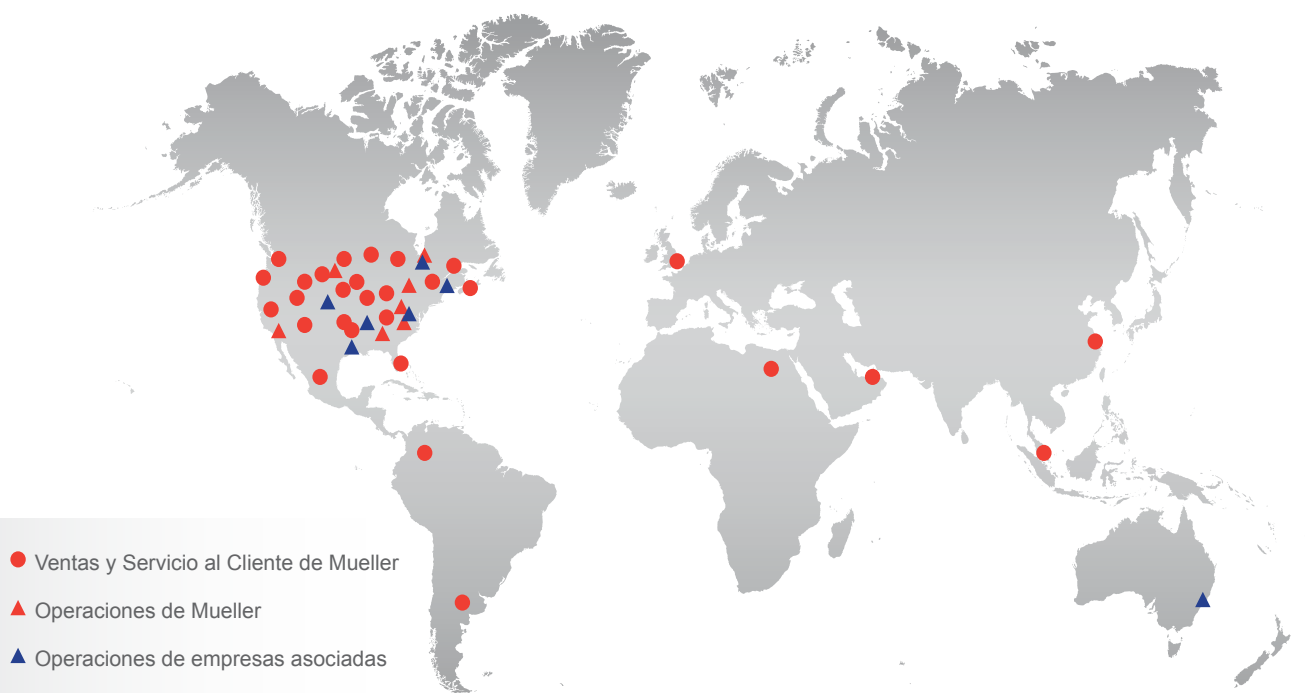 Ventas y Servicio al Cliente de Mueller
Operaciones de Mueller
Operaciones de empresas asociadas